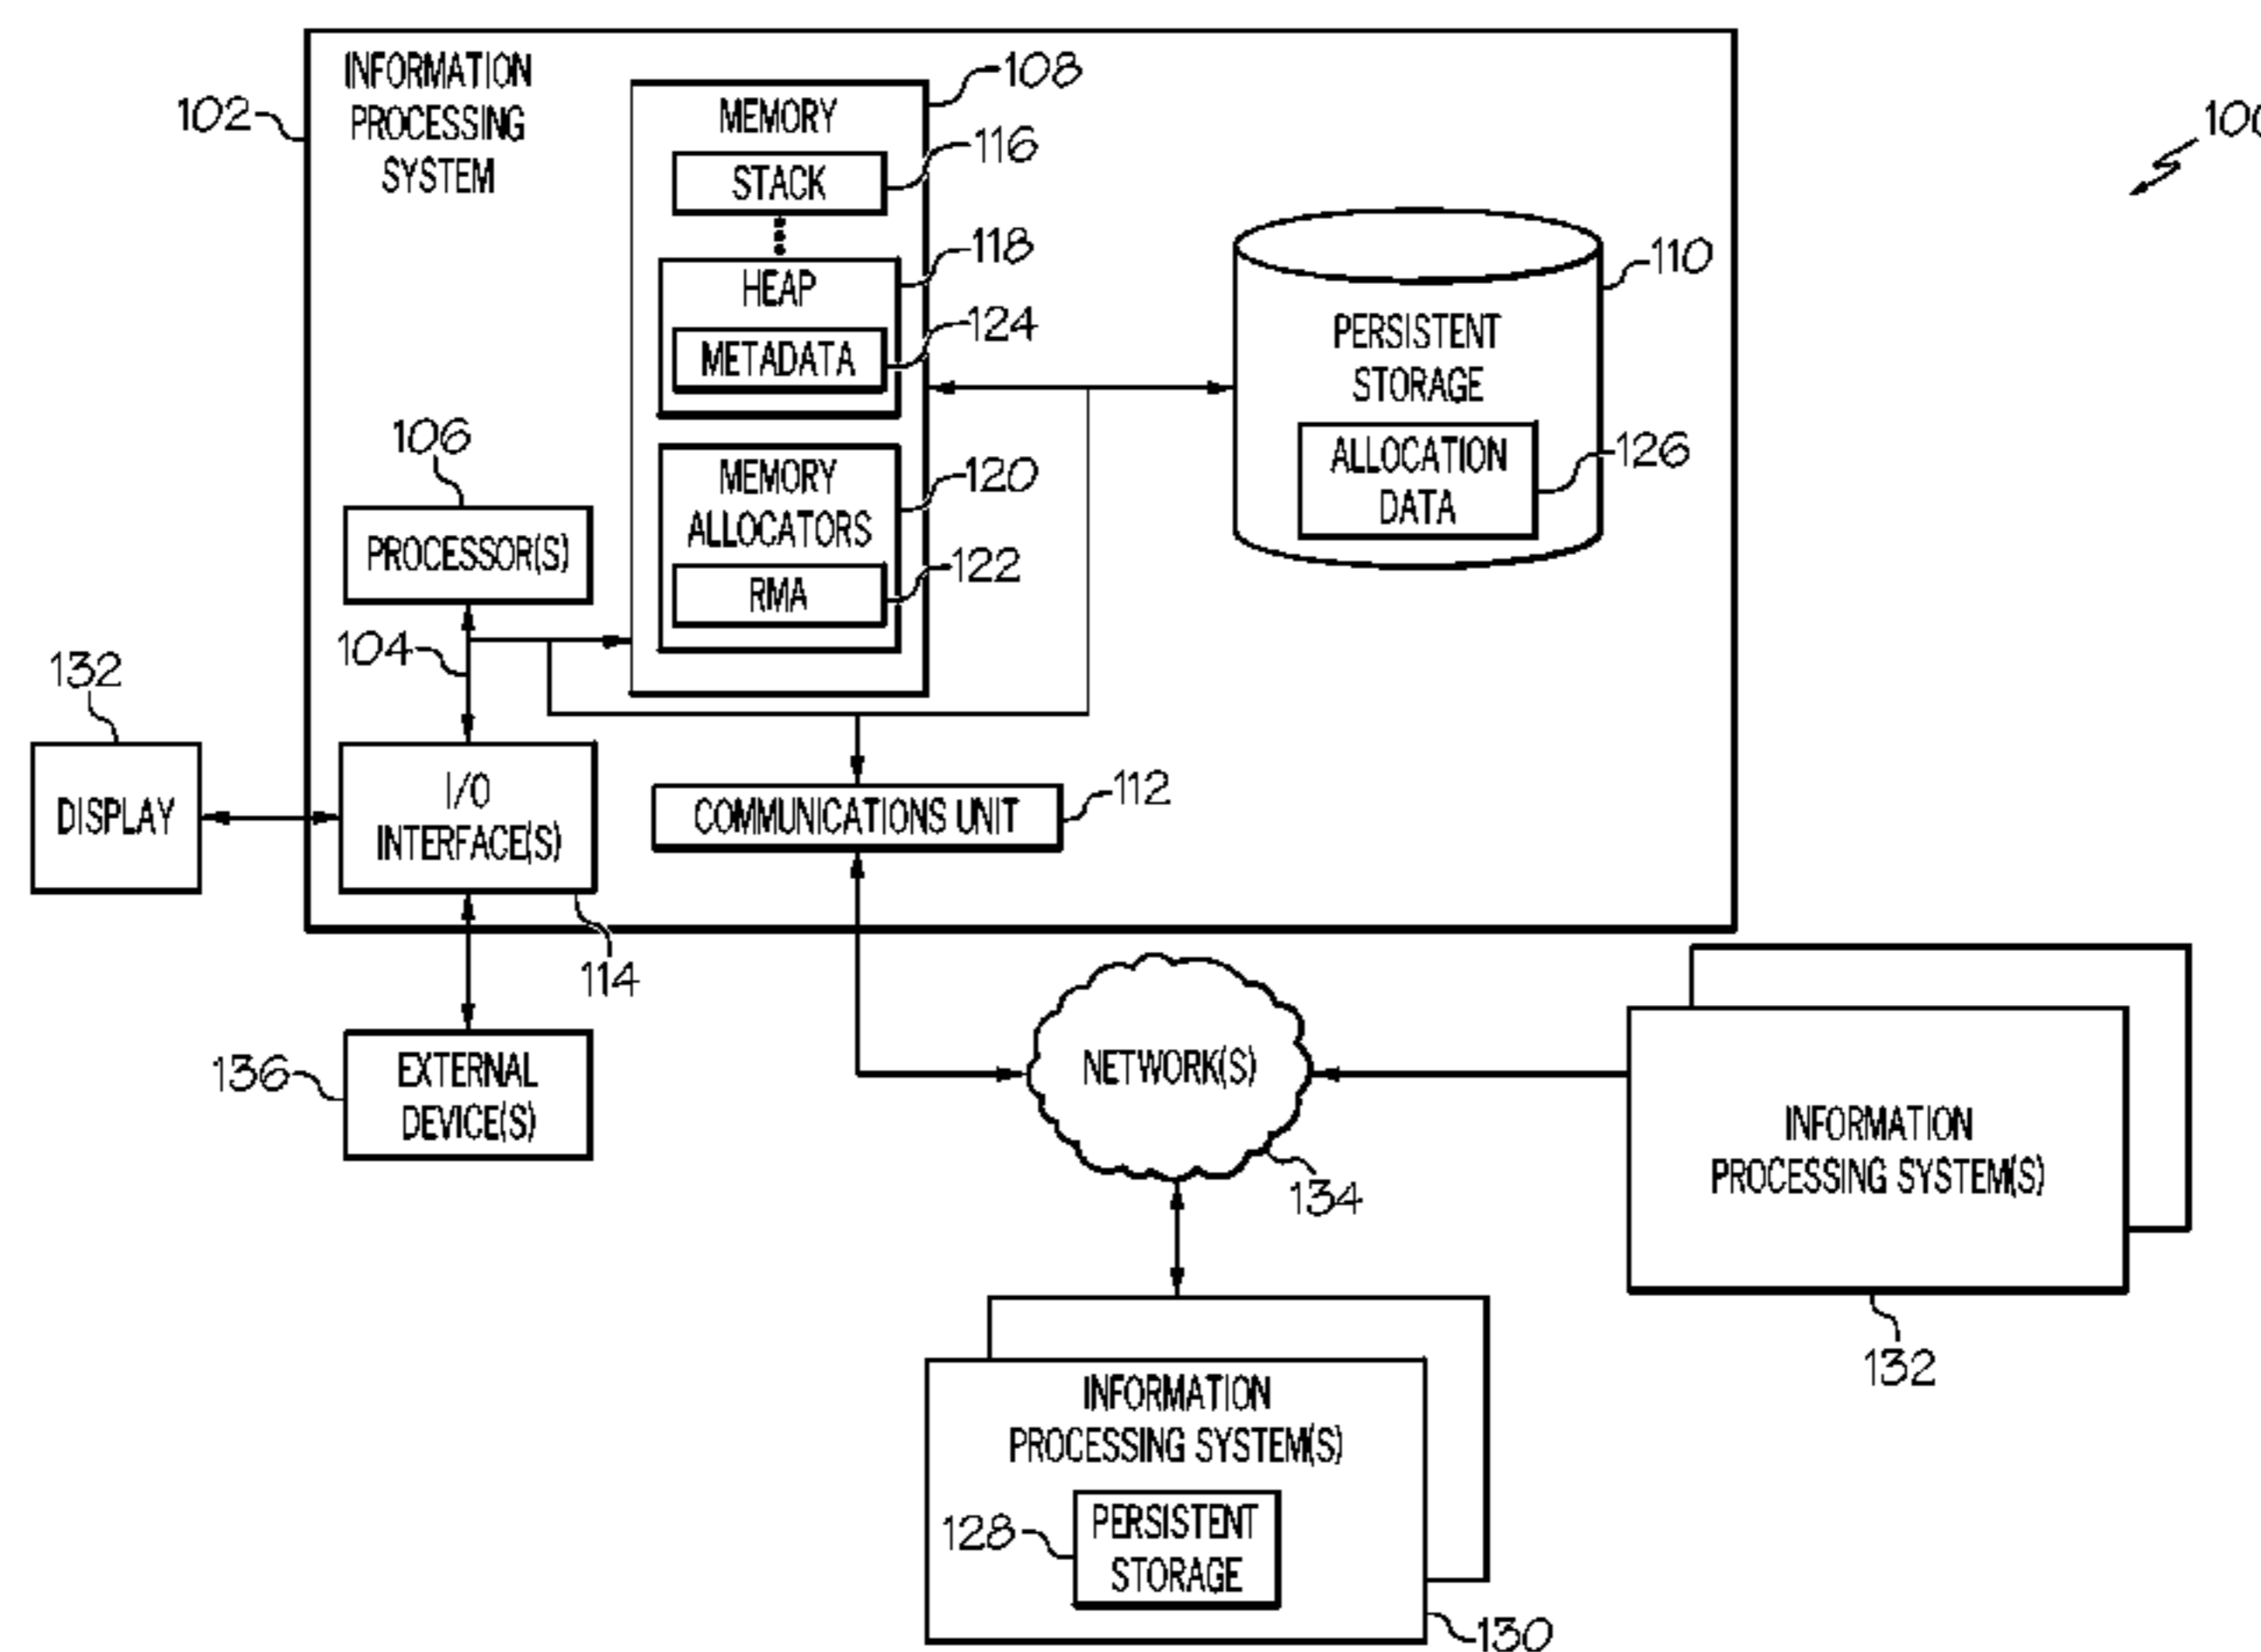 100
102
INFORMATION
PROCESSING
SYSTEM
108
MEMORY
116
STACK
118
HEAP
124
METADATA
120
MEMORY
ALLOCATORS
122
RMA
110
PERSISTENT
STORAGE
126
ALLOCATION
DATA
106
PROCESSOR(S)
104
132
DISPLAY
I/O
INTERFACE(S)
114
COMMUNICATIONS UNIT
112
136
EXTERNAL
DEVICE(S)
NETWORK(S)
134
INFORMATION
PROCESSING SYSTEM(S)
132
INFORMATION
PROCESSING SYSTEM(S)
128
PERSISTENT
STORAGE
130